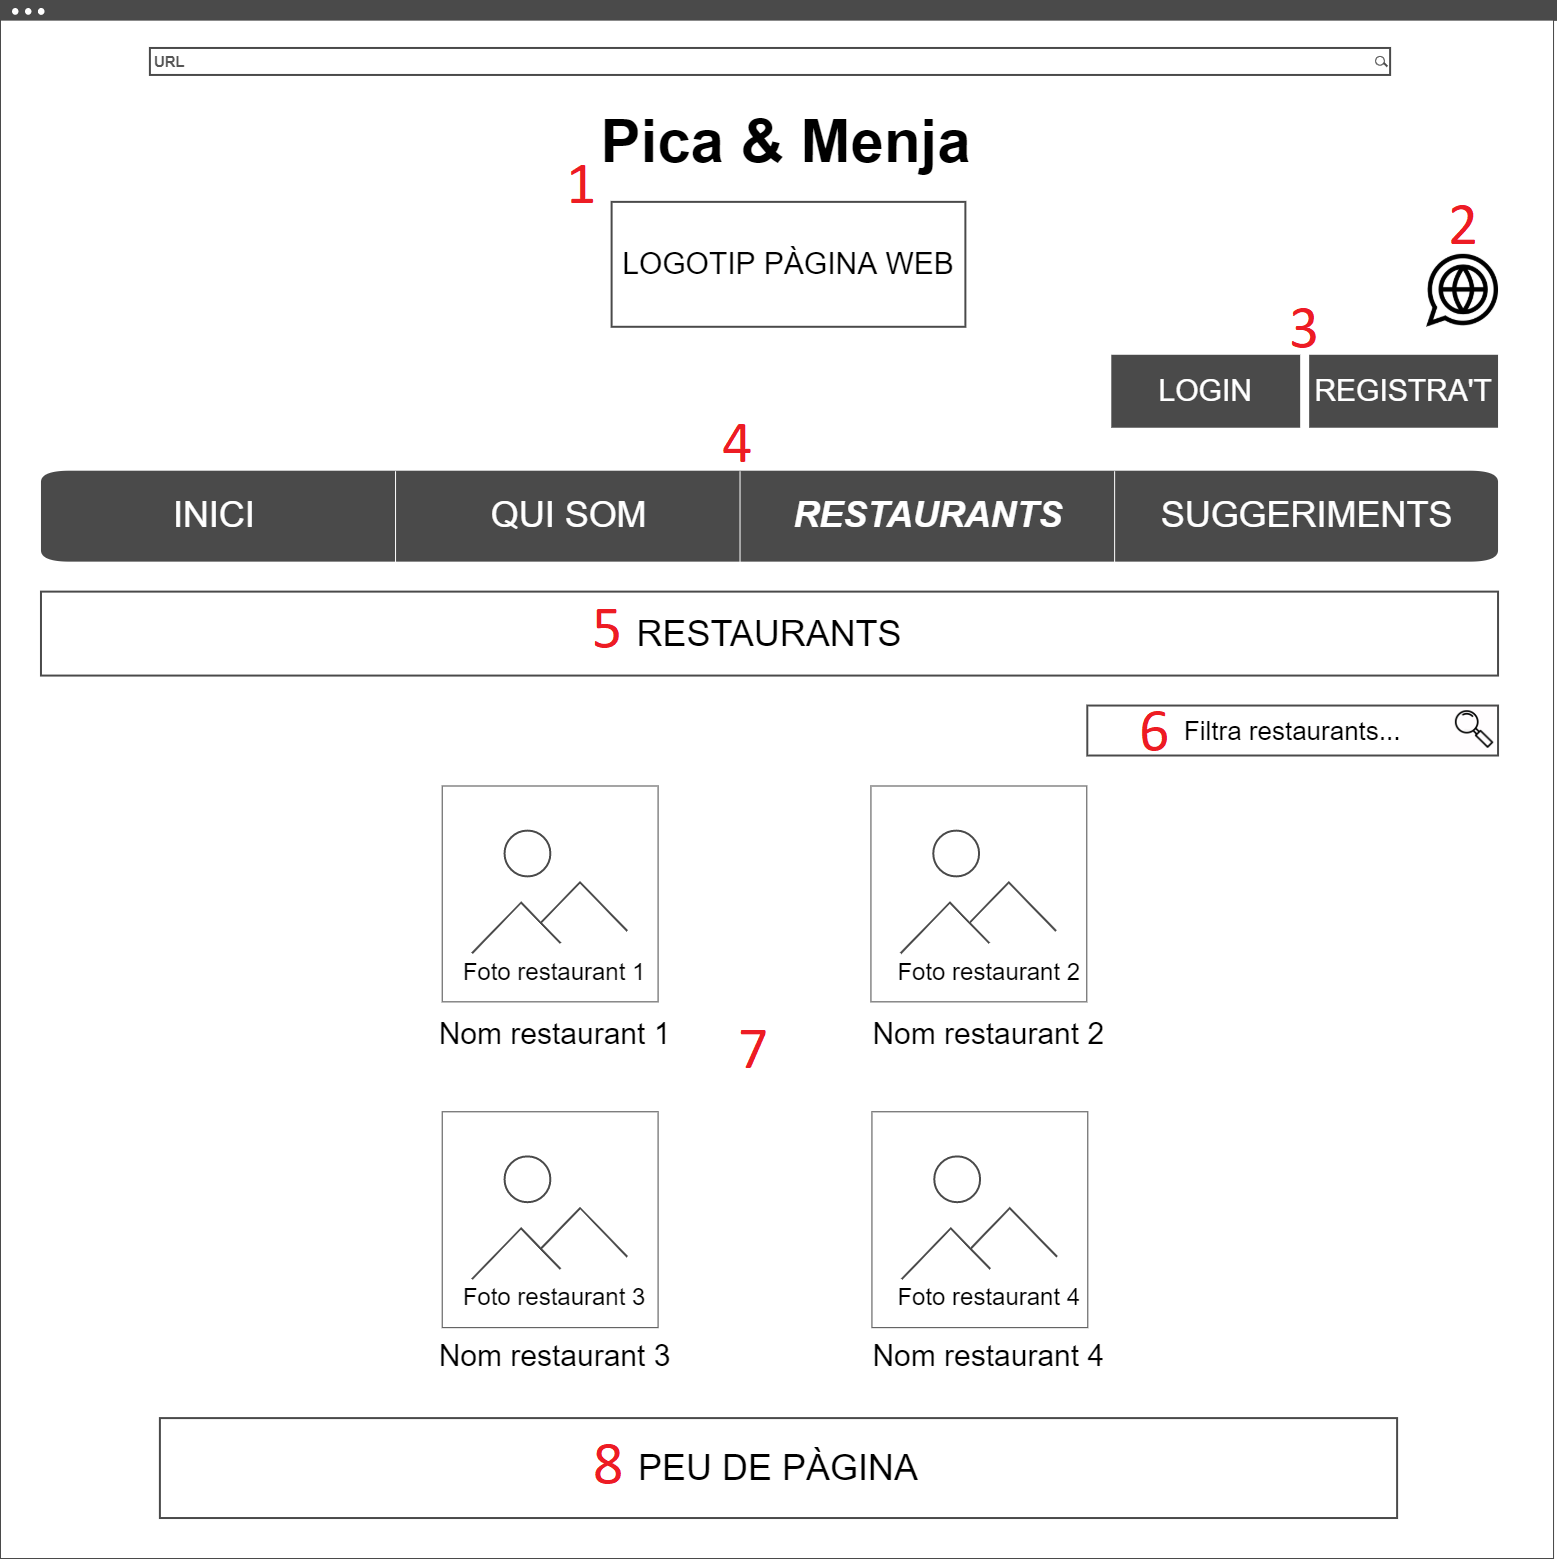 URL
Pica & Menja
1
LOGOTIP PÀGINA WEB
2
3
LOGIN
REGISTRA'T
4
INICI
QUI SOM
RESTAURANTS
SUGGERIMENTS
5 RESTAURANTS
6 Filtra restaurants...
Foto restaurant 1
Foto restaurant 2
Nom restaurant 1
Nom restaurant 2
7
Foto restaurant 3
Foto restaurant 4
Nom restaurant 3
Nom restaurant 4
8 PEU DE PÀGINA